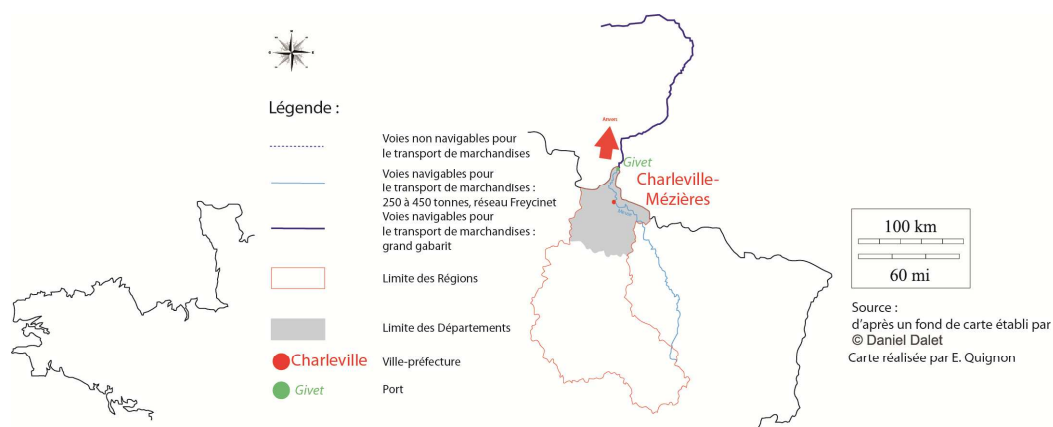 Légende :
Voies non navigables pour
le transport de marchandises
Voies navigables pour
le transport de marchandises :
250 à 450 tonnes, réseau Freycinet
Voies navigables pour
le transport de marchandises :
grand gabarit
Limite des Régions
Limite des Départements
Charleville
Ville-préfecture
Givet
Port
Anvers
Givet
Charleville-
Mézières
100 km
60 mi
Source :
d'après un fond de carte établi par
© Daniel Dalet
Carte réalisée par E. Quignon